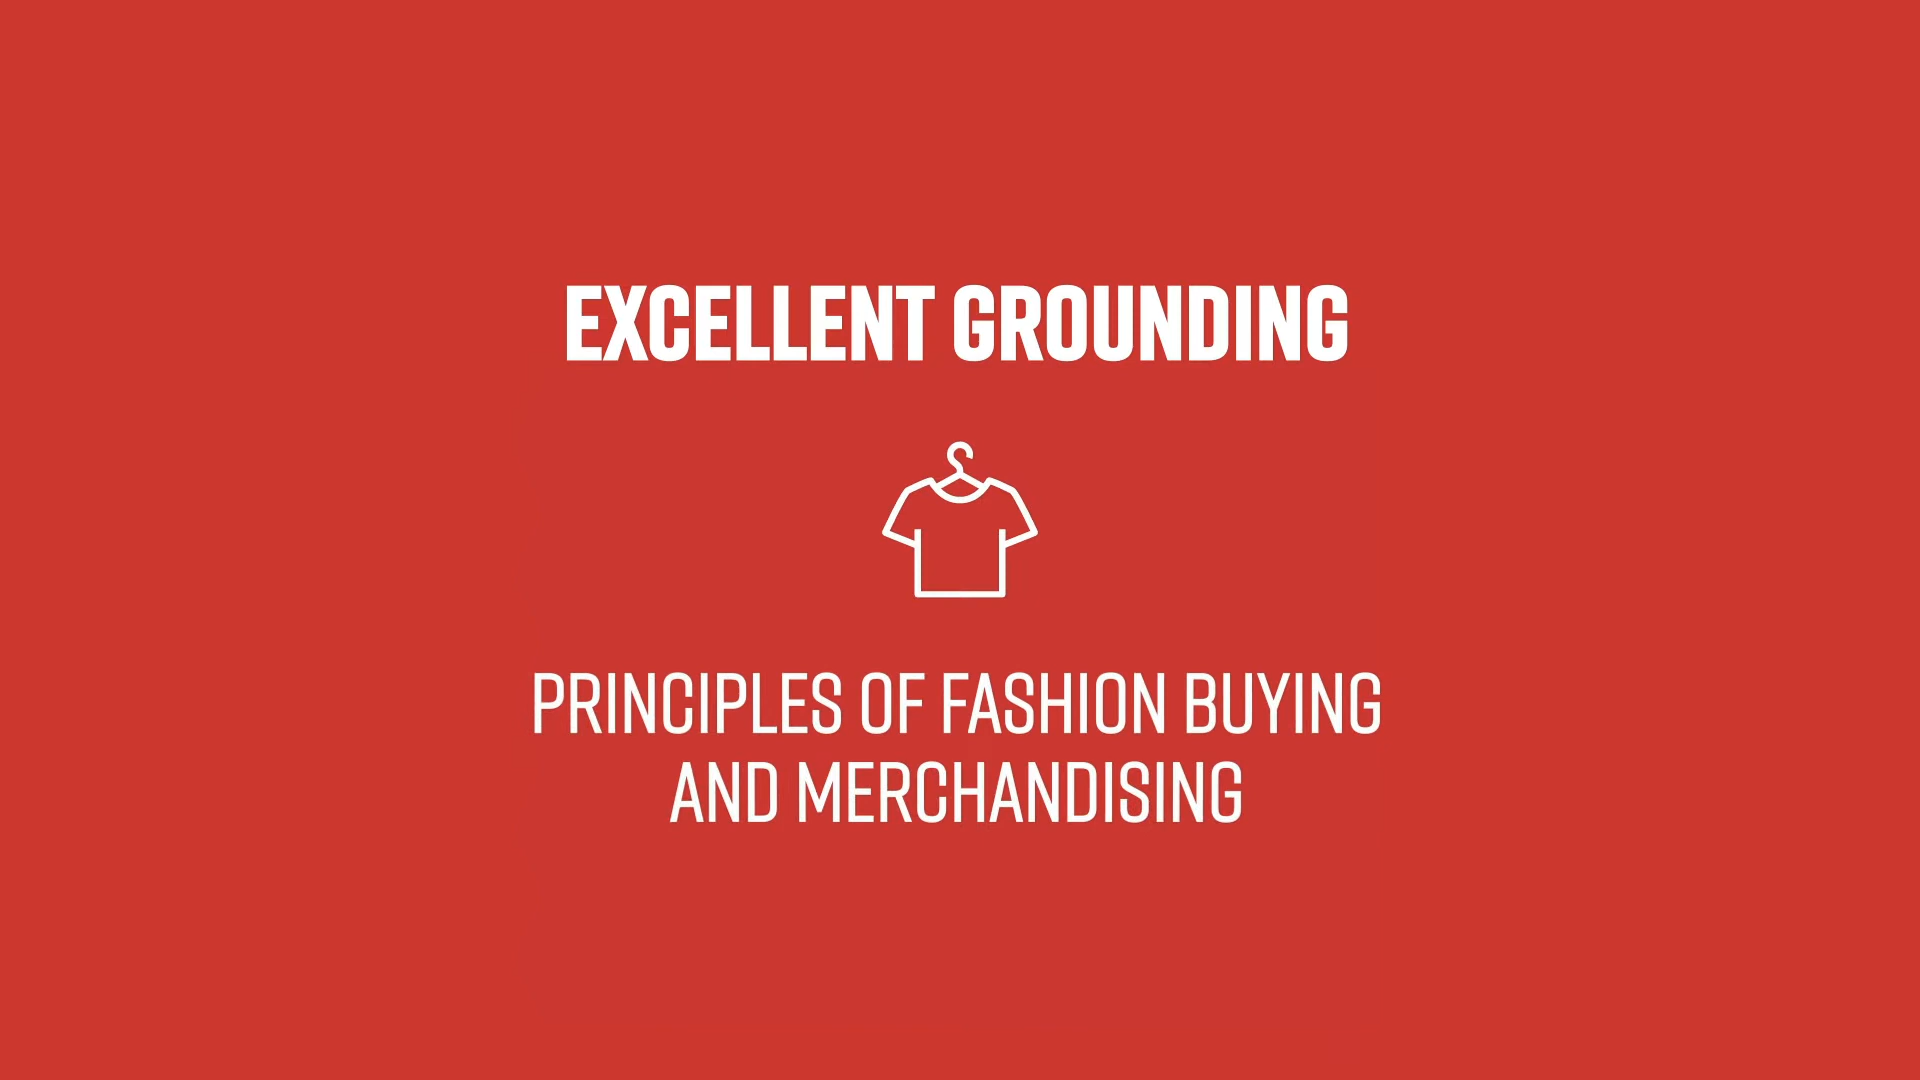 EXCELLENT GROUNDING
PRINCIPLES OF FASHION BUYING
AND MERCHANDISING